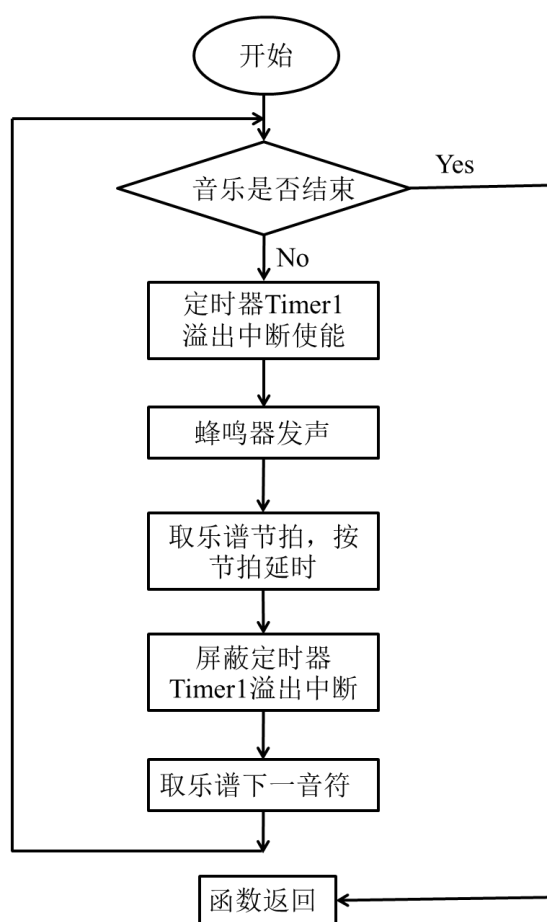 开始
音乐是否结束
Yes
No
定时器Timer1
溢出中断使能
蜂鸣器发声
取乐谱节拍，按
节拍延时
屏蔽定时器
Timer1溢出中断
取乐谱下一音符
函数返回